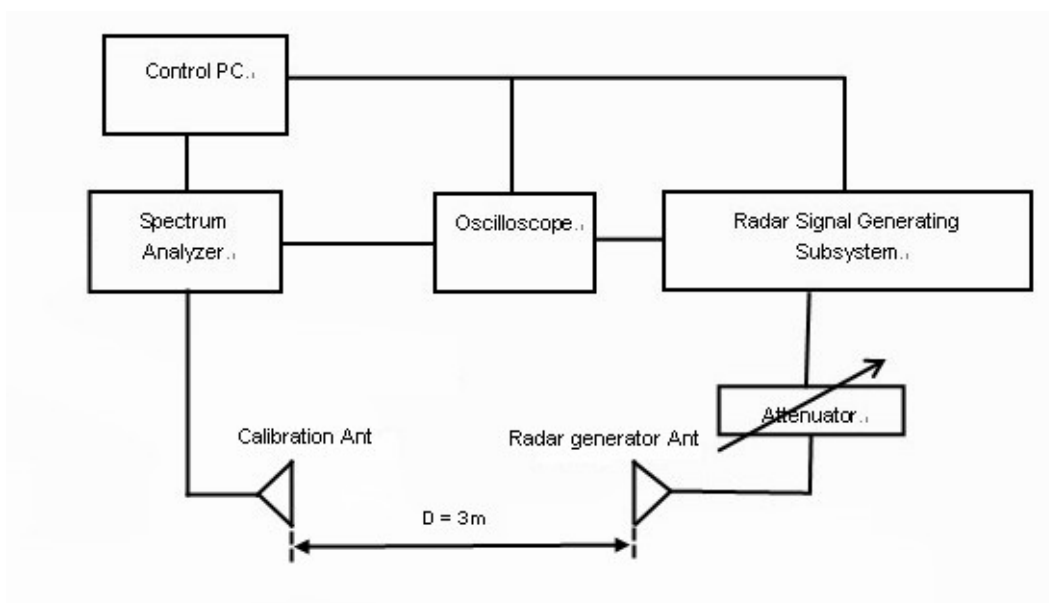 Control PC
Spectrum
Analyzer
Oscilloscope
Radar Signal Generating
Subsystem
Attenuator
Calibration Ant
Radar generator Ant
D = 3m